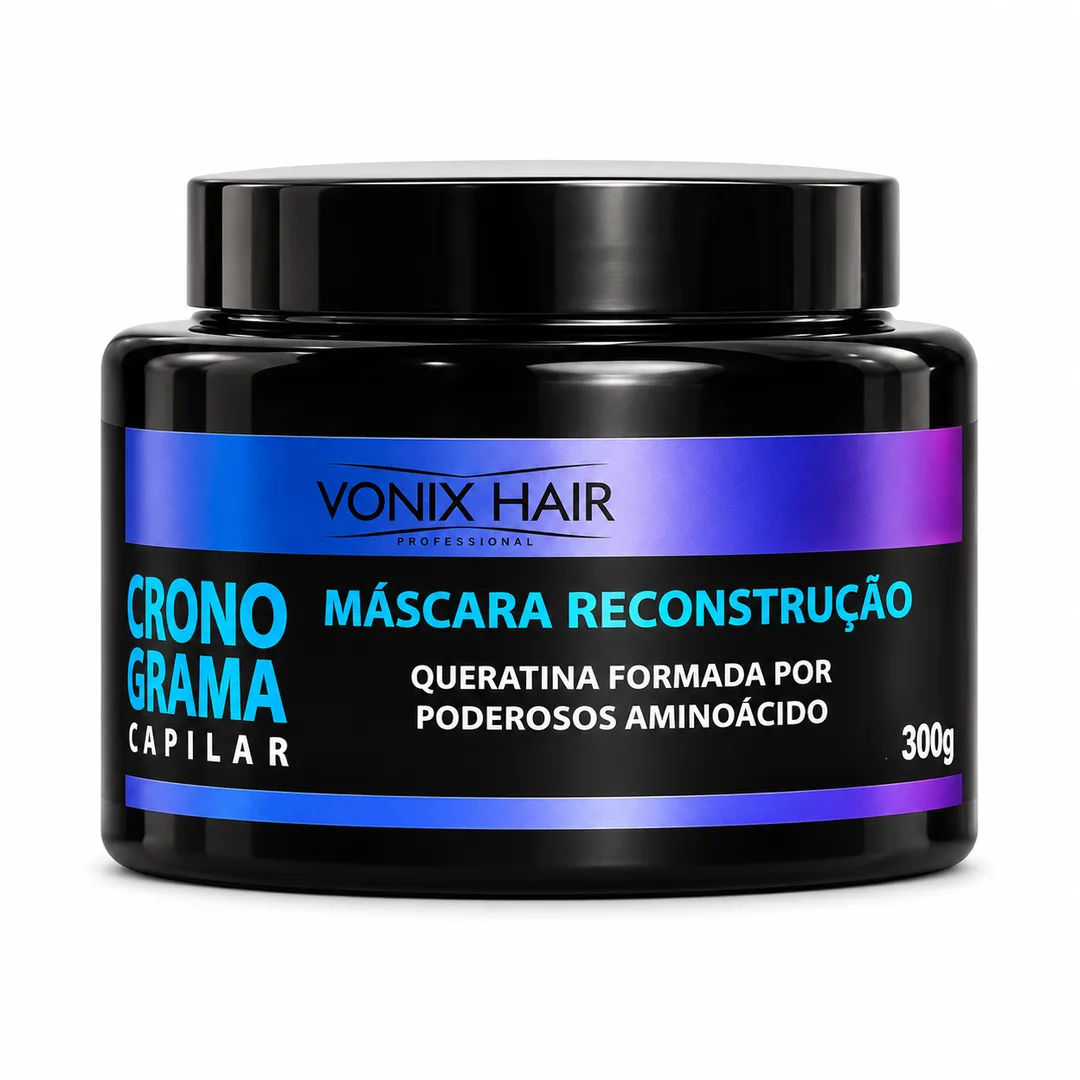 VONIX HAIR
PROFESSIONAL
CRONO
GRAMA
CAPILAR
MÁSCARA RECONSTRUÇÃO
QUERATINA FORMADA POR
PODEROSOS AMINOÁCIDO
300g